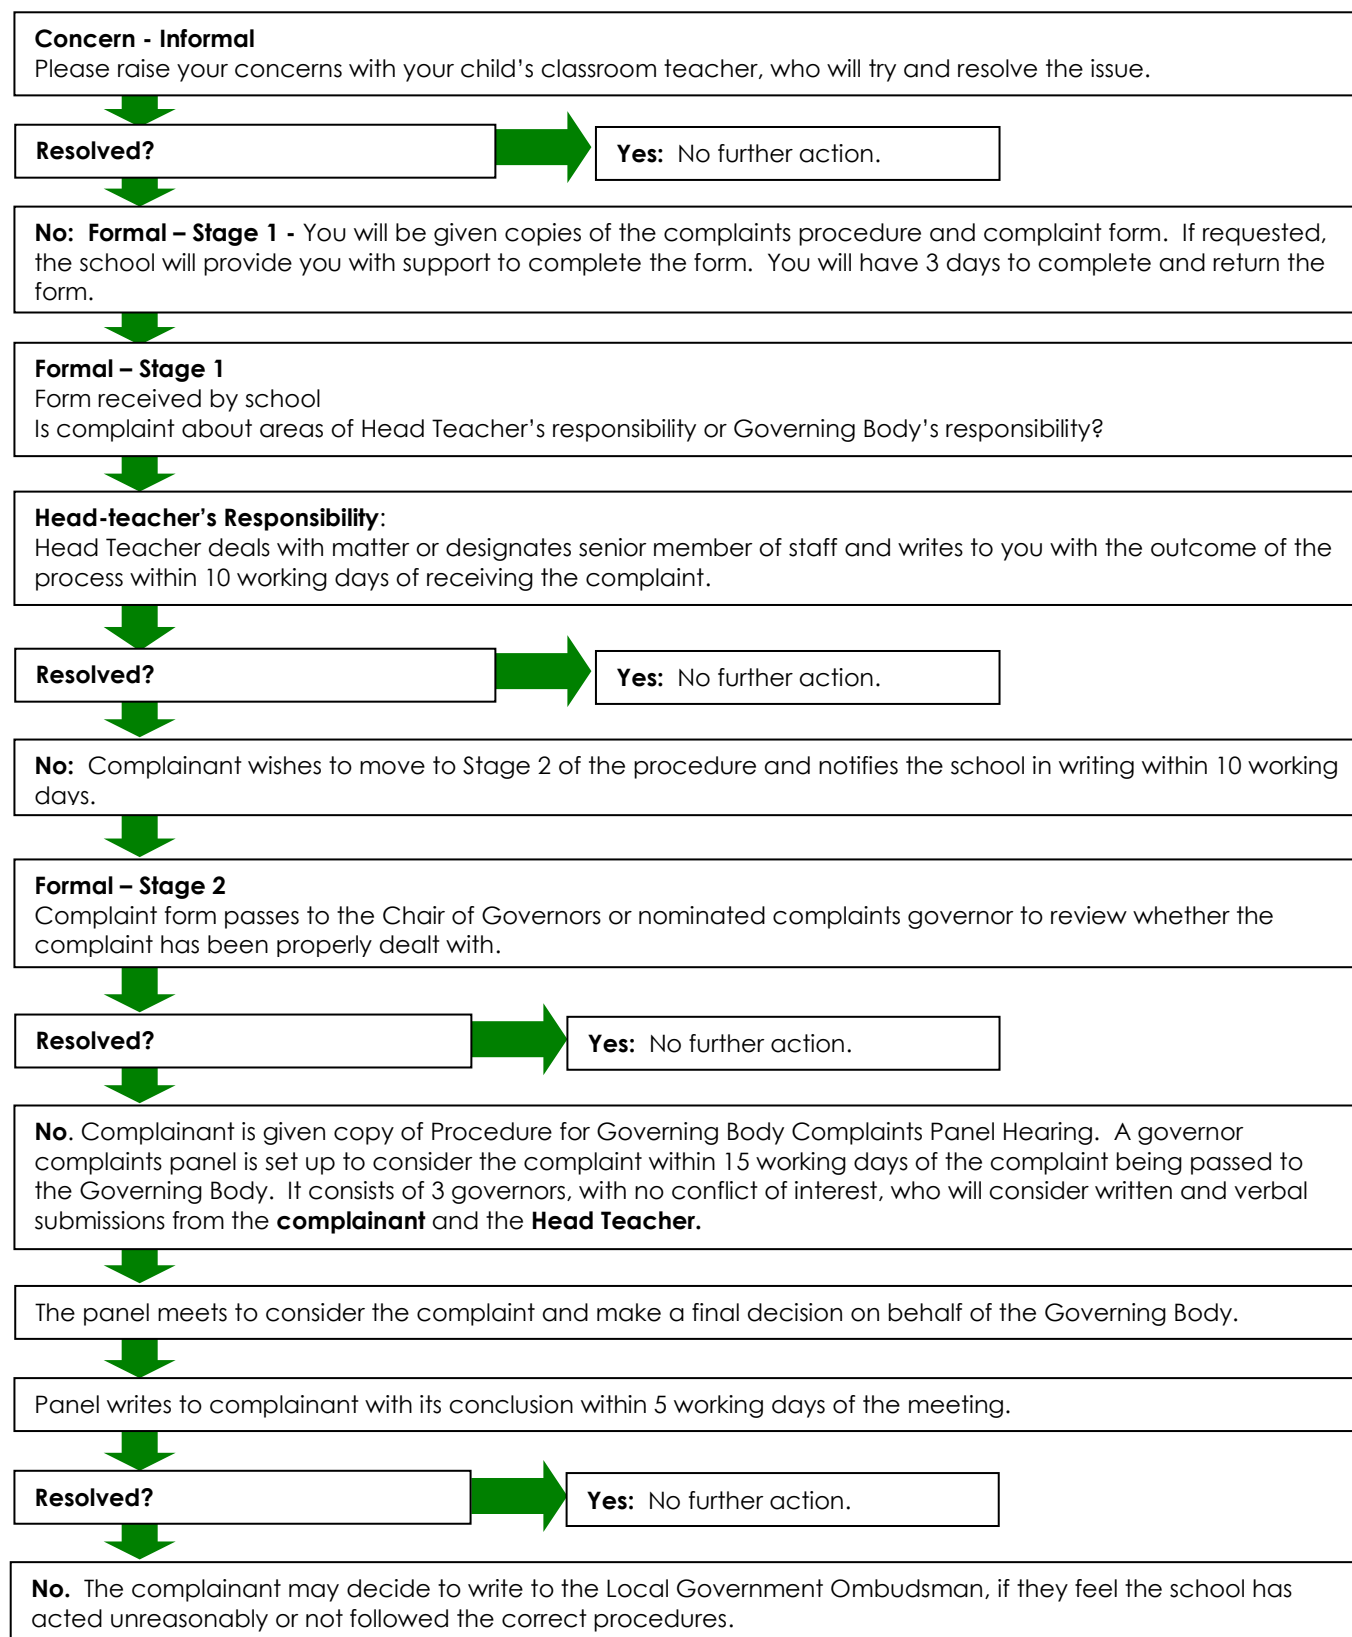 Concern - Informal
Please raise your concerns with your child’s classroom teacher, who will try and resolve the issue.
Resolved?
Yes: No further action.
No: Formal – Stage 1 - You will be given copies of the complaints procedure and complaint form. If requested,
the school will provide you with support to complete the form. You will have 3 days to complete and return the
form.
Formal – Stage 1
Form received by school
Is complaint about areas of Head Teacher’s responsibility or Governing Body’s responsibility?
Head-teacher’s Responsibility:
Head Teacher deals with matter or designates senior member of staff and writes to you with the outcome of the
process within 10 working days of receiving the complaint.
Resolved?
Yes: No further action.
No: Complainant wishes to move to Stage 2 of the procedure and notifies the school in writing within 10 working
days.
Formal – Stage 2
Complaint form passes to the Chair of Governors or nominated complaints governor to review whether the
complaint has been properly dealt with.
Resolved?
Yes: No further action.
No. Complainant is given copy of Procedure for Governing Body Complaints Panel Hearing. A governor
complaints panel is set up to consider the complaint within 15 working days of the complaint being passed to
the Governing Body. It consists of 3 governors, with no conflict of interest, who will consider written and verbal
submissions from the complainant and the Head Teacher.
The panel meets to consider the complaint and make a final decision on behalf of the Governing Body.
Panel writes to complainant with its conclusion within 5 working days of the meeting.
Resolved?
Yes: No further action.
No. The complainant may decide to write to the Local Government Ombudsman, if they feel the school has
acted unreasonably or not followed the correct procedures.